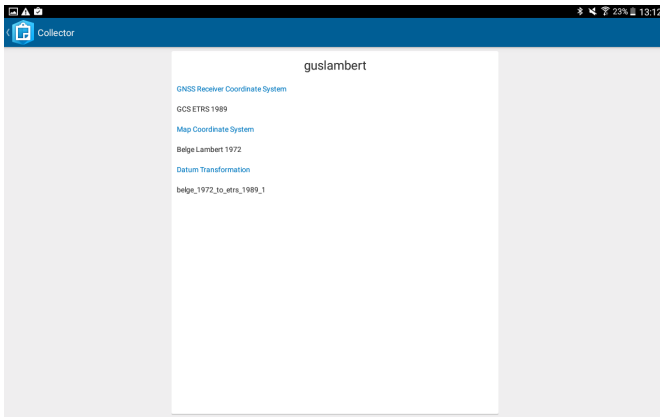 23% 13:12
Collector
guslambert
GNSS Receiver Coordinate System
GCS ETRS 1989
Map Coordinate System
Belge Lambert 1972
Datum Transformation
belge_1972_to_etrs_1989_1